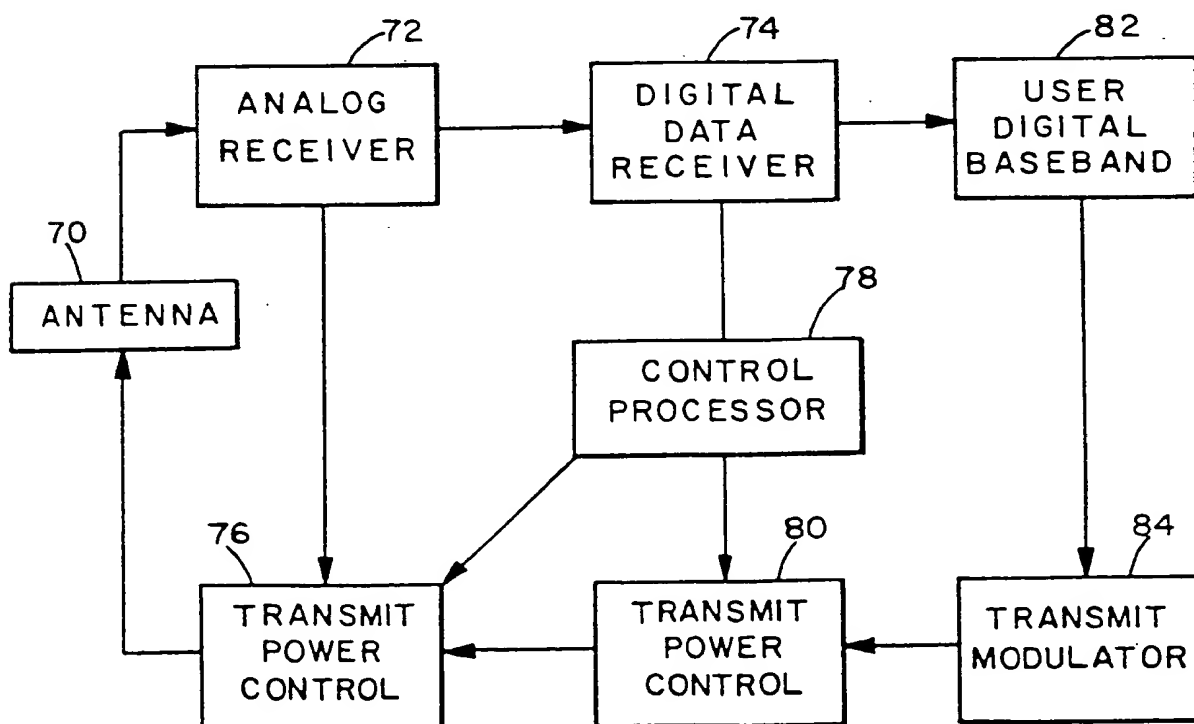 72
74
82
ANALOG
RECEIVER
DIGITAL
DATA
RECEIVER
USER
DIGITAL
BASEBAND
70
ANTENNA
78
CONTROL
PROCESSOR
76
80
84
TRANSMIT
POWER
CONTROL
TRANSMIT
POWER
CONTROL
TRANSMIT
MODULATOR